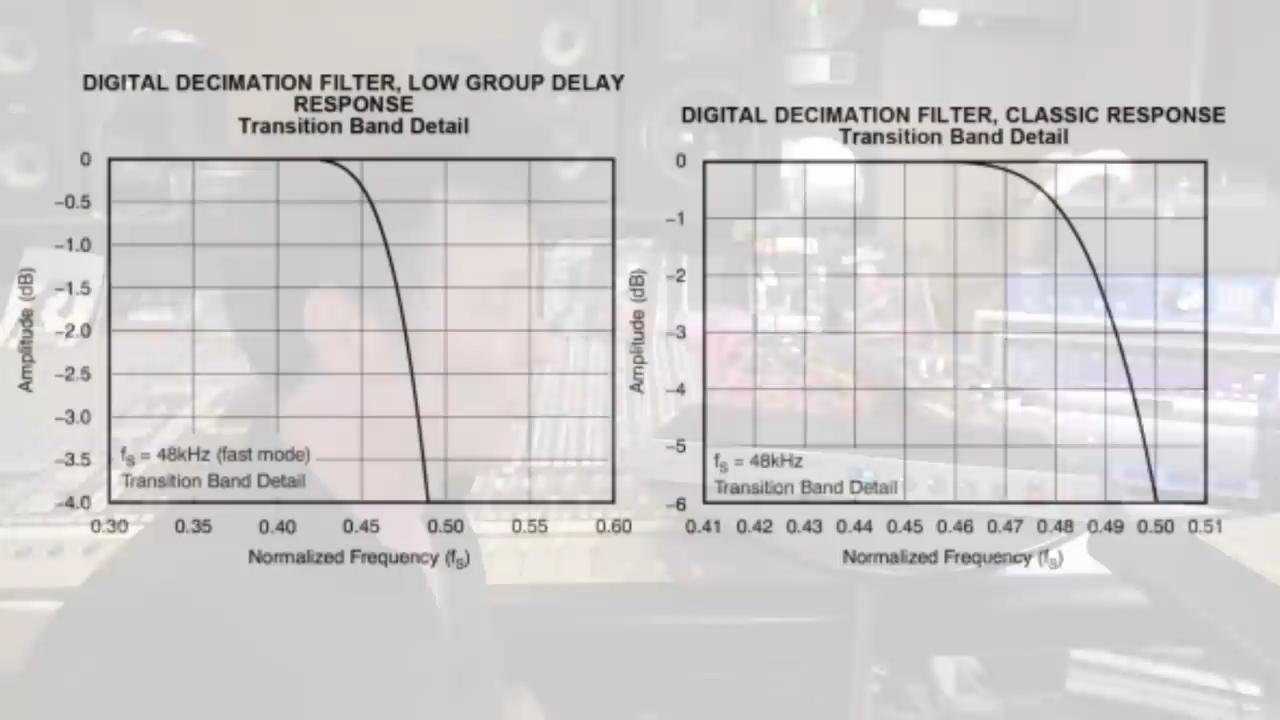 DIGITAL DECIMATION FILTER, LOW GROUP DELAY
RESPONSE
Transition Band Detail
0
–0.5
–1.0
–1.5
–2.0
–2.5
–3.0
–3.5
–4.0
Amplitude (dB)
fS = 48kHz (fast mode)
Transition Band Detail
0.30 0.35 0.40 0.45 0.50 0.55 0.60
Normalized Frequency (fS)
DIGITAL DECIMATION FILTER, CLASSIC RESPONSE
Transition Band Detail
0
–1
–2
–3
–4
–5
–6
Amplitude (dB)
fS = 48kHz
Transition Band Detail
0.41 0.42 0.43 0.44 0.45 0.46 0.47 0.48 0.49 0.50 0.51
Normalized Frequency (fS)